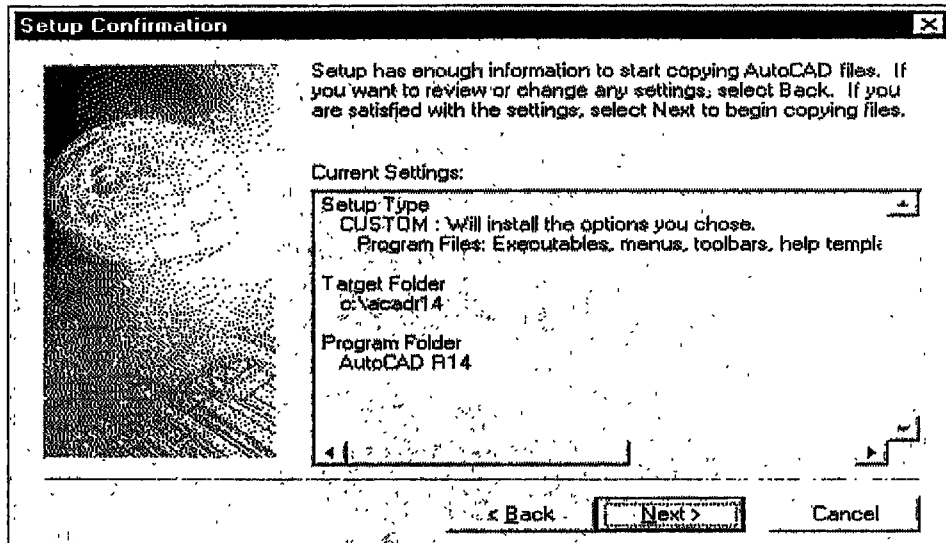 Setup Confirmation
Setup has enough information to start copying AutoCAD files. If
you want to review or change any settings, select Back. If you
are satisfied with the settings, select Next to begin copying files.
Current Settings:
Setup Type
CUSTOM : Will install the options you chose.
Program Files: Executables, menus, toolbars, help templa
Target Folder
c:\acadr14
Program Folder
AutoCAD R14
< Back
Next >
Cancel